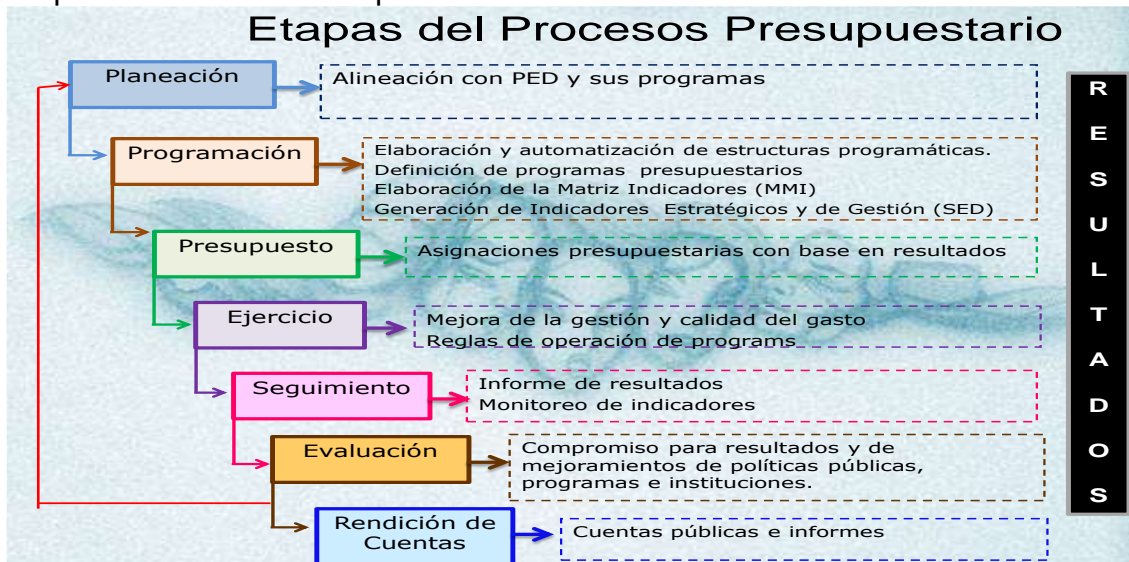 Etapas del Procesos Presupuestario
Planeación
Alineación con PED y sus programas
Programación
Elaboración y automatización de estructuras programáticas.
Definición de programas presupuestarios
Elaboración de la Matriz Indicadores (MMI)
Generación de Indicadores Estratégicos y de Gestión (SED)
Presupuesto
Asignaciones presupuestarias con base en resultados
Ejercicio
Mejora de la gestión y calidad del gasto
Reglas de operación de programs
Seguimiento
Informe de resultados
Monitoreo de indicadores
Evaluación
Compromiso para resultados y de
mejoramientos de políticas públicas,
programas e instituciones.
Rendición de
Cuentas
Cuentas públicas e informes
R
E
S
U
L
T
A
D
O
S